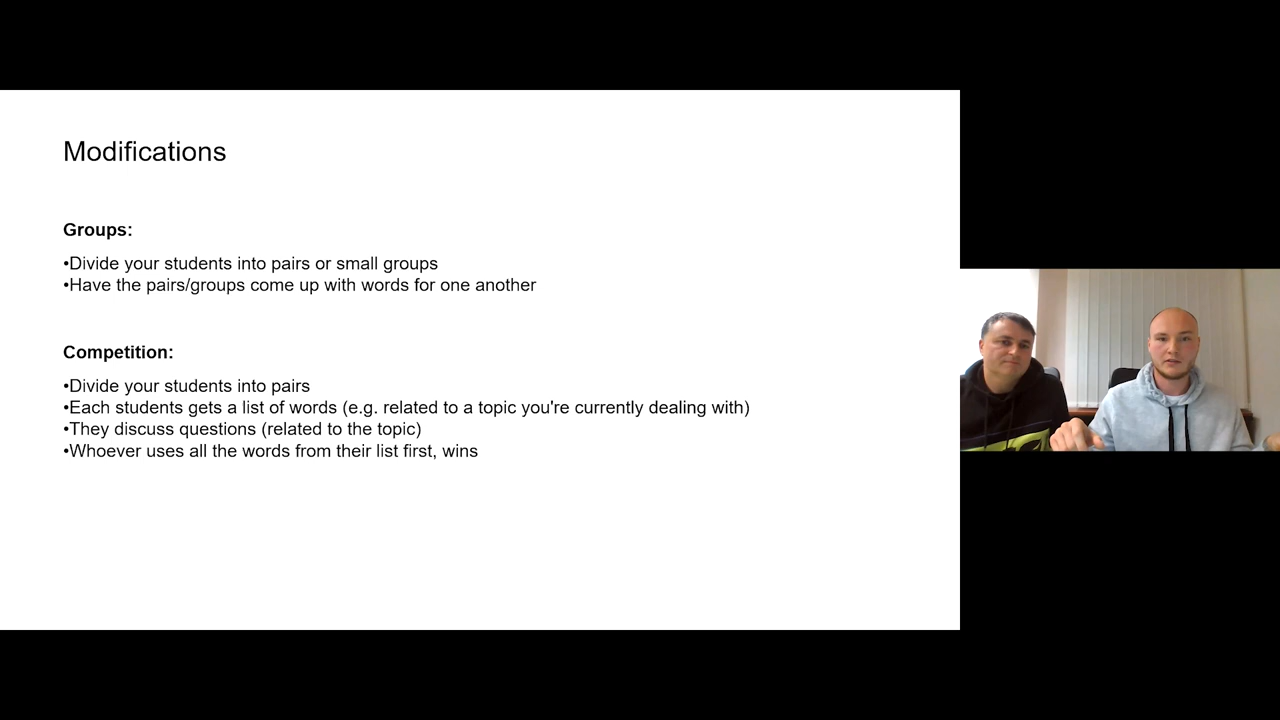 Modifications
Groups:
•Divide your students into pairs or small groups
•Have the pairs/groups come up with words for one another
Competition:
•Divide your students into pairs
•Each students gets a list of words (e.g. related to a topic you're currently dealing with)
•They discuss questions (related to the topic)
•Whoever uses all the words from their list first, wins